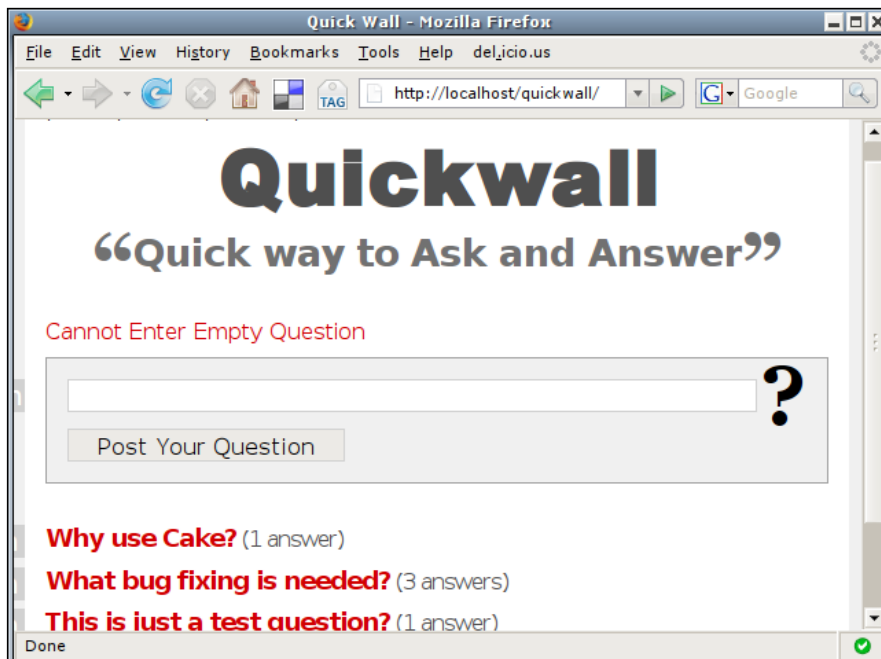 Quick Wall - Mozilla Firefox
File Edit View History Bookmarks Tools Help del.icio.us
TAG http://localhost/quickwall/ G Google
Quickwall
“Quick way to Ask and Answer”
Cannot Enter Empty Question
?
Post Your Question
Why use Cake? (1 answer)
What bug fixing is needed? (3 answers)
This is just a test question? (1 answer)
Done